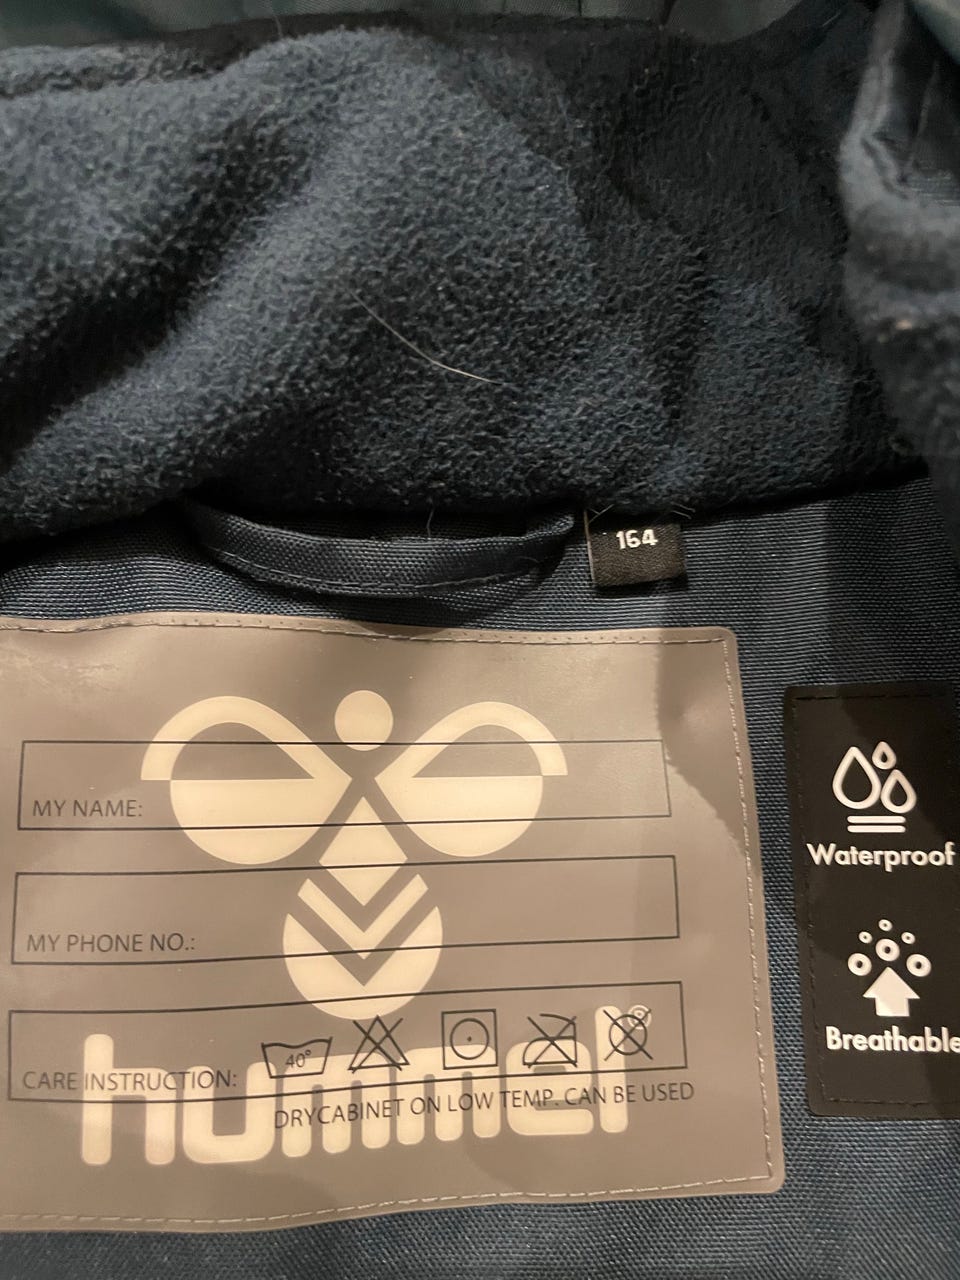 164
MY NAME:
MY PHONE NO.:
CARE INSTRUCTION:
40°
DRYCABINET ON LOW TEMP. CAN BE USED
hummel®
Waterproof
Breathable